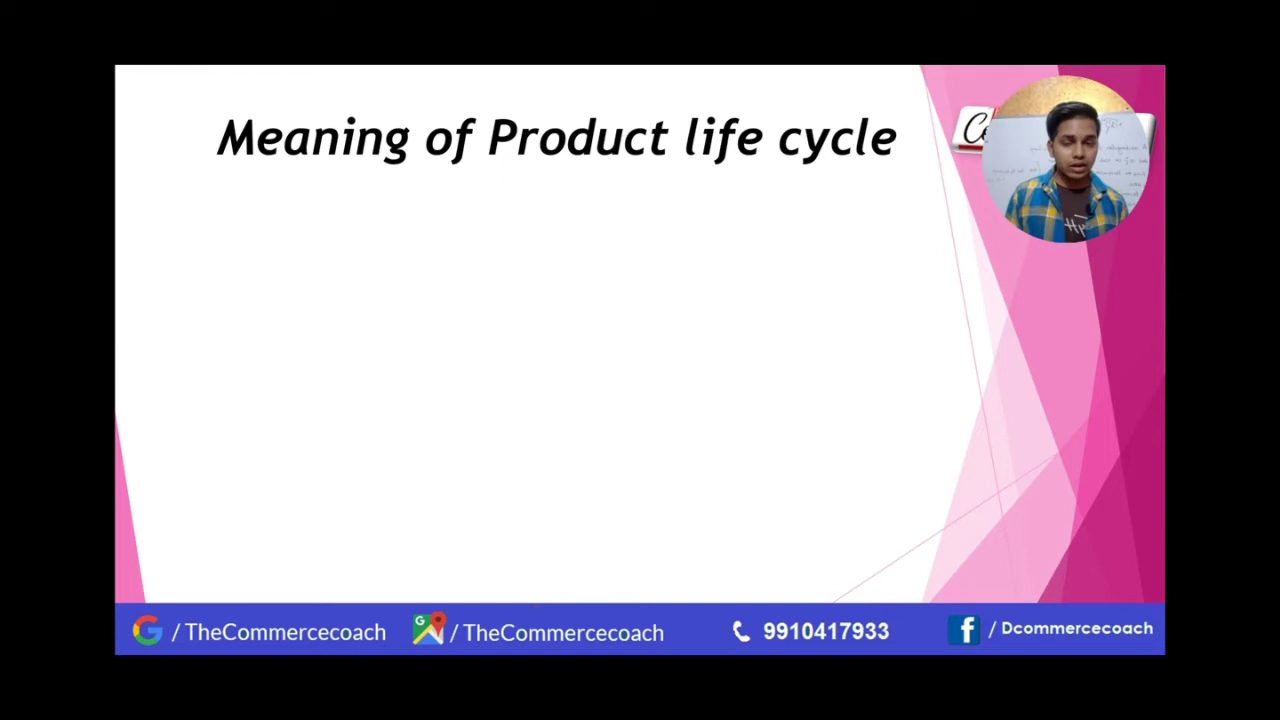 Meaning of Product life cycle
/ TheCommercecoach
/ TheCommercecoach
9910417933
/ Dcommercecoach